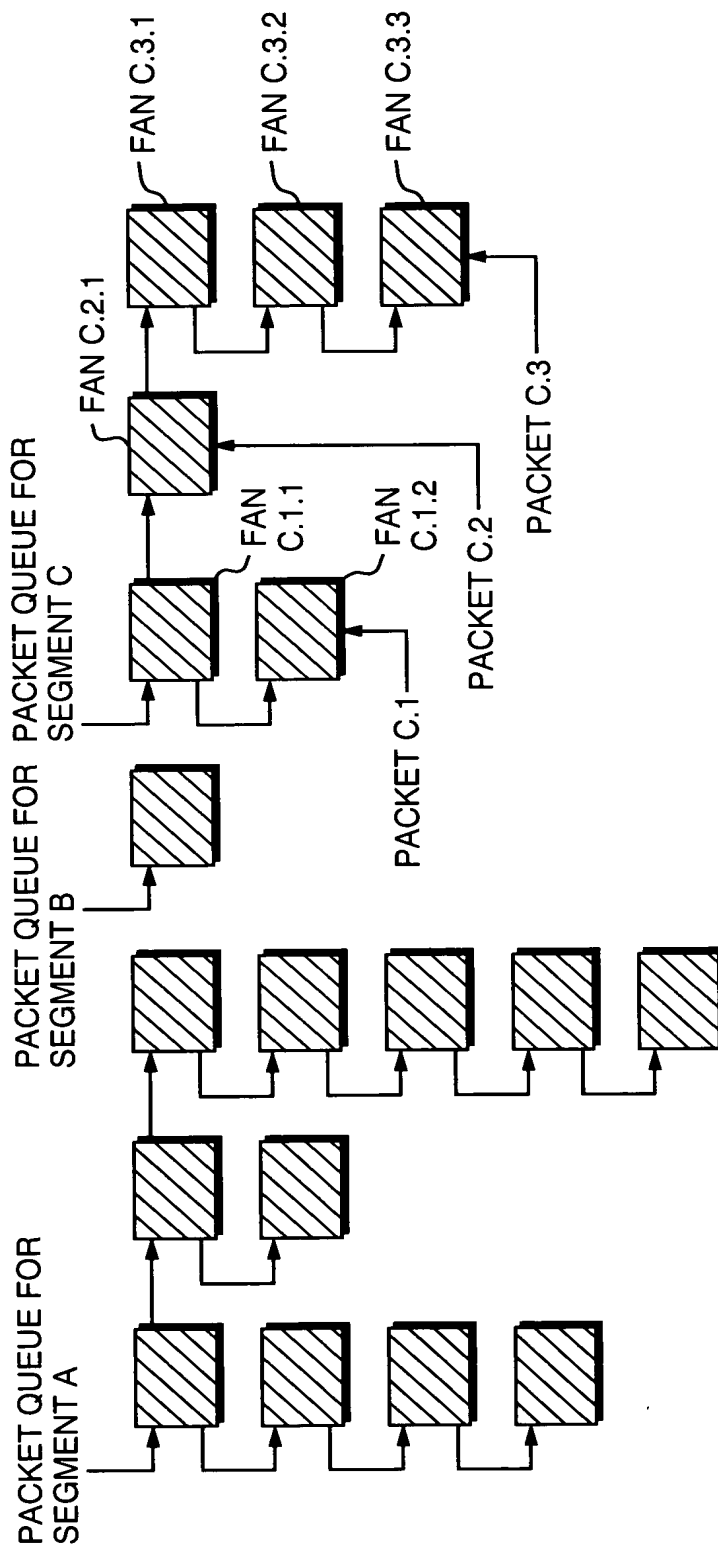 PACKET QUEUE FOR
SEGMENT A
PACKET QUEUE FOR
SEGMENT B
PACKET QUEUE FOR
SEGMENT C
FAN C.2.1
FAN C.3.1
FAN C.3.2
FAN C.3.3
FAN
C.1.1
FAN
C.1.2
PACKET C.1
PACKET C.2
PACKET C.3